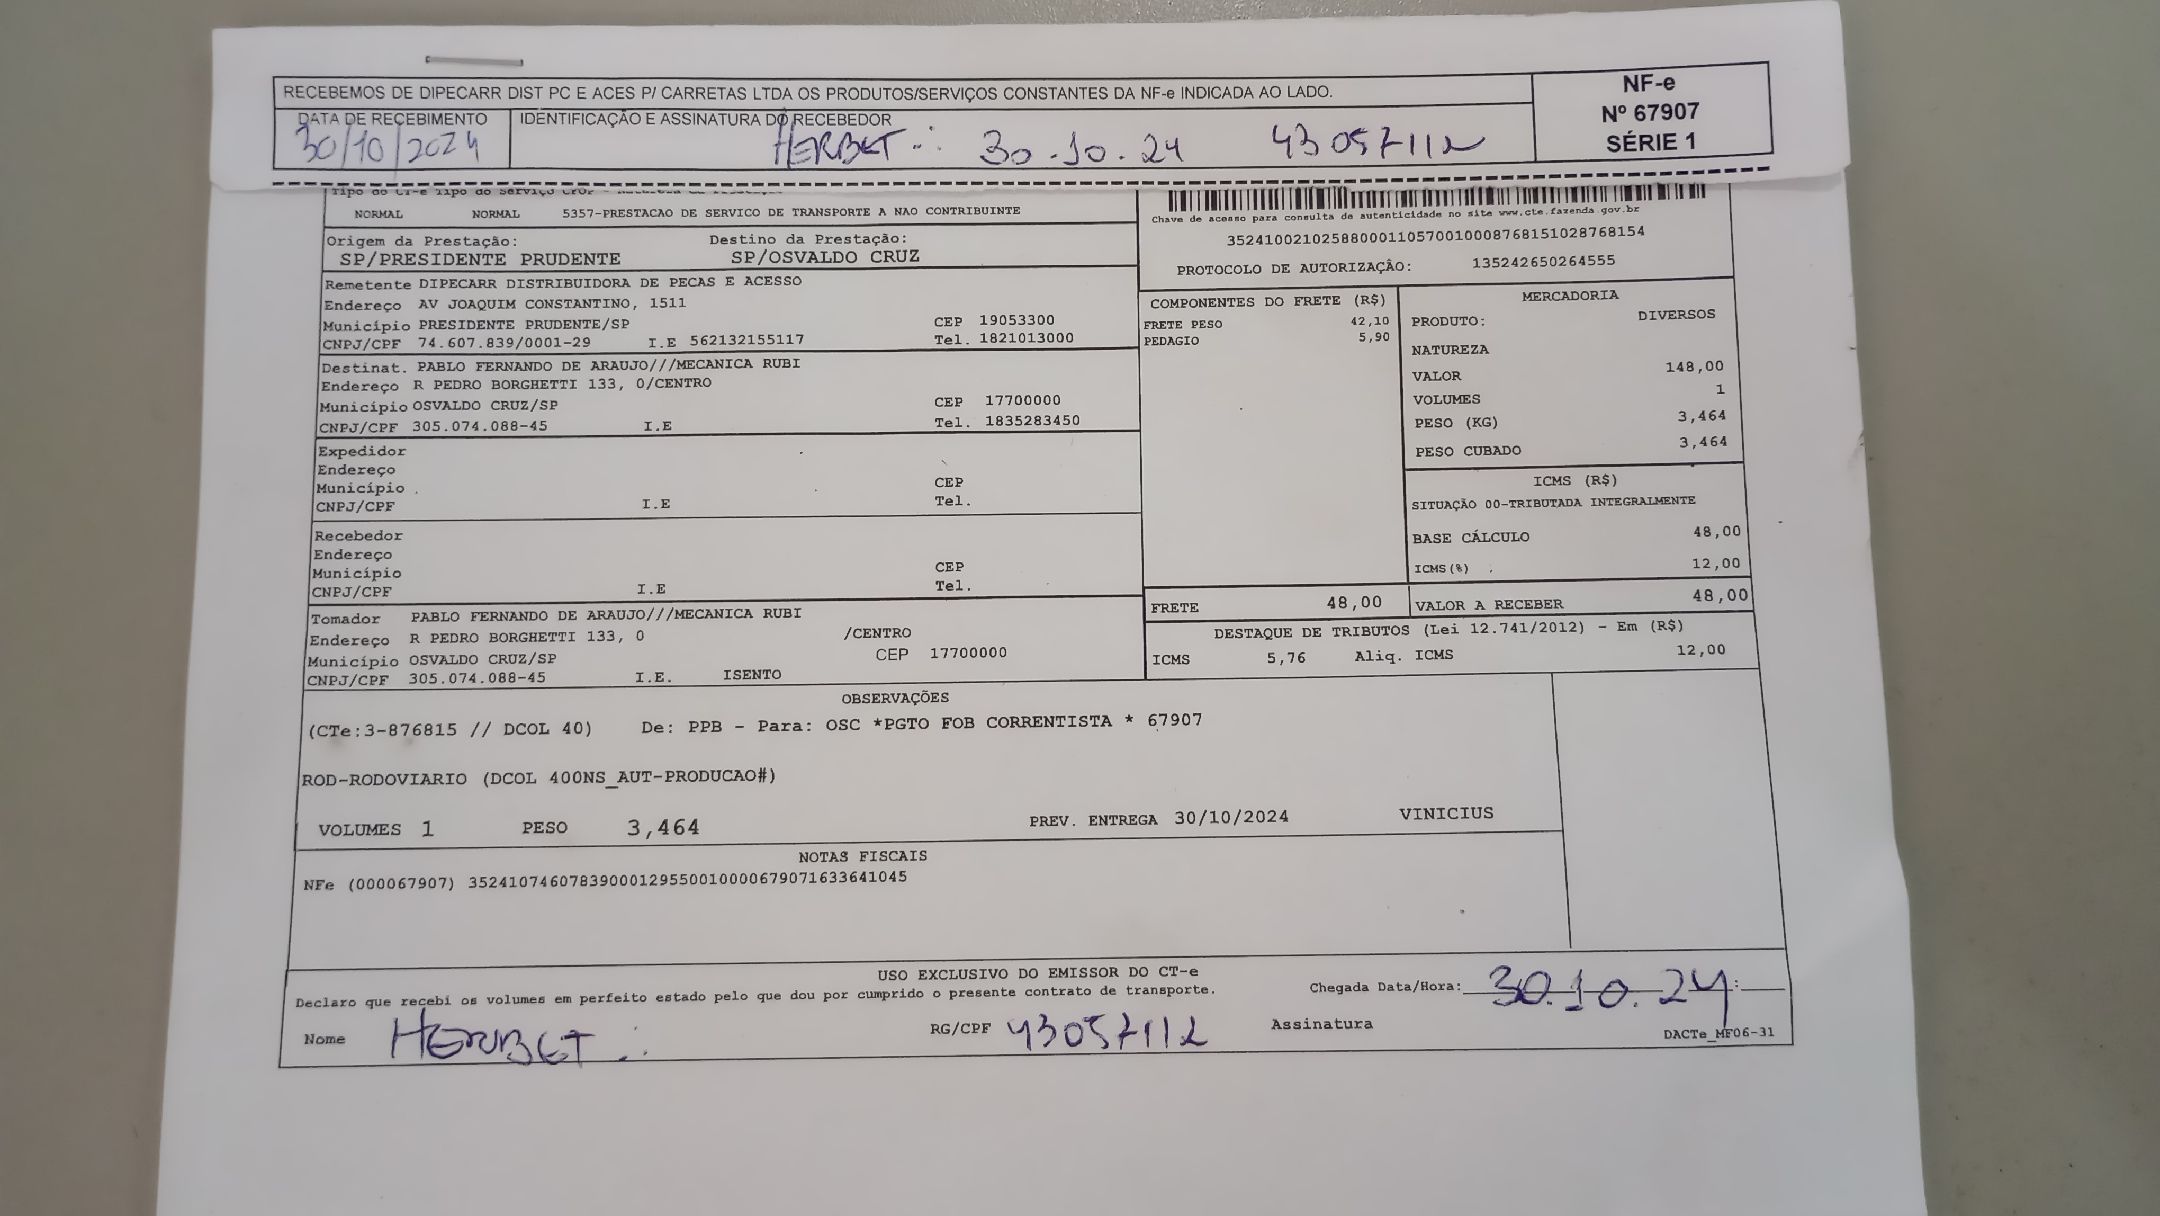 RECEBEMOS DE DIPECARR DIST PC E ACES P/ CARRETAS LTDA OS PRODUTOS/SERVIÇOS CONSTANTES DA NF-e INDICADA AO LADO.
NF-e
Nº 67907
SÉRIE 1
DATA DE RECEBIMENTO IDENTIFICAÇÃO E ASSINATURA DO RECEBEDOR
30/10/2024 HERBET 30.10.24 43057112
Tipo do CT-e Tipo do Serviço CFOP
NORMAL NORMAL 5357-PRESTACAO DE SERVICO DE TRANSPORTE A NAO CONTRIBUINTE
Chave de acesso para consulta de autenticidade no site www.cte.fazenda.gov.br
35241002102588000110570010008768151028768154
PROTOCOLO DE AUTORIZAÇÃO: 135242650264555
Origem da Prestação: Destino da Prestação:
SP/PRESIDENTE PRUDENTE SP/OSVALDO CRUZ
Remetente DIPECARR DISTRIBUIDORA DE PECAS E ACESSO
Endereço AV JOAQUIM CONSTANTINO, 1511
Município PRESIDENTE PRUDENTE/SP CEP 19053300
CNPJ/CPF 74.607.839/0001-29 I.E 562132155117 Tel. 1821013000
Destinat. PABLO FERNANDO DE ARAUJO///MECANICA RUBI
Endereço R PEDRO BORGHETTI 133, 0/CENTRO
Município OSVALDO CRUZ/SP CEP 17700000
CNPJ/CPF 305.074.088-45 I.E Tel. 1835283450
Expedidor
Endereço
Município CEP
CNPJ/CPF I.E Tel.
Recebedor
Endereço
Município CEP
CNPJ/CPF I.E Tel.
Tomador PABLO FERNANDO DE ARAUJO///MECANICA RUBI
Endereço R PEDRO BORGHETTI 133, 0 /CENTRO
Município OSVALDO CRUZ/SP CEP 17700000
CNPJ/CPF 305.074.088-45 I.E. ISENTO
COMPONENTES DO FRETE (R$)
FRETE PESO 42,10
PEDAGIO 5,90
MERCADORIA
PRODUTO: DIVERSOS
NATUREZA
VALOR 148,00
VOLUMES 1
PESO (KG) 3,464
PESO CUBADO 3,464
ICMS (R$)
SITUAÇÃO 00-TRIBUTADA INTEGRALMENTE
BASE CÁLCULO 48,00
ICMS(%) 12,00
FRETE 48,00 VALOR A RECEBER 48,00
DESTAQUE DE TRIBUTOS (Lei 12.741/2012) - Em (R$)
ICMS 5,76 Aliq. ICMS 12,00
OBSERVAÇÕES
(CTe:3-876815 // DCOL 40) De: PPB - Para: OSC *PGTO FOB CORRENTISTA * 67907
ROD-RODOVIARIO (DCOL 400NS_AUT-PRODUCAO#)
VOLUMES 1 PESO 3,464 PREV. ENTREGA 30/10/2024 VINICIUS
NOTAS FISCAIS
NFe (000067907) 35241074607839000129550010000679071633641045
USO EXCLUSIVO DO EMISSOR DO CT-e
Declaro que recebi os volumes em perfeito estado pelo que dou por cumprido o presente contrato de transporte. Chegada Data/Hora: 30.10.24 :
Nome HERBET RG/CPF 43057112 Assinatura
DACTe_MF06-31